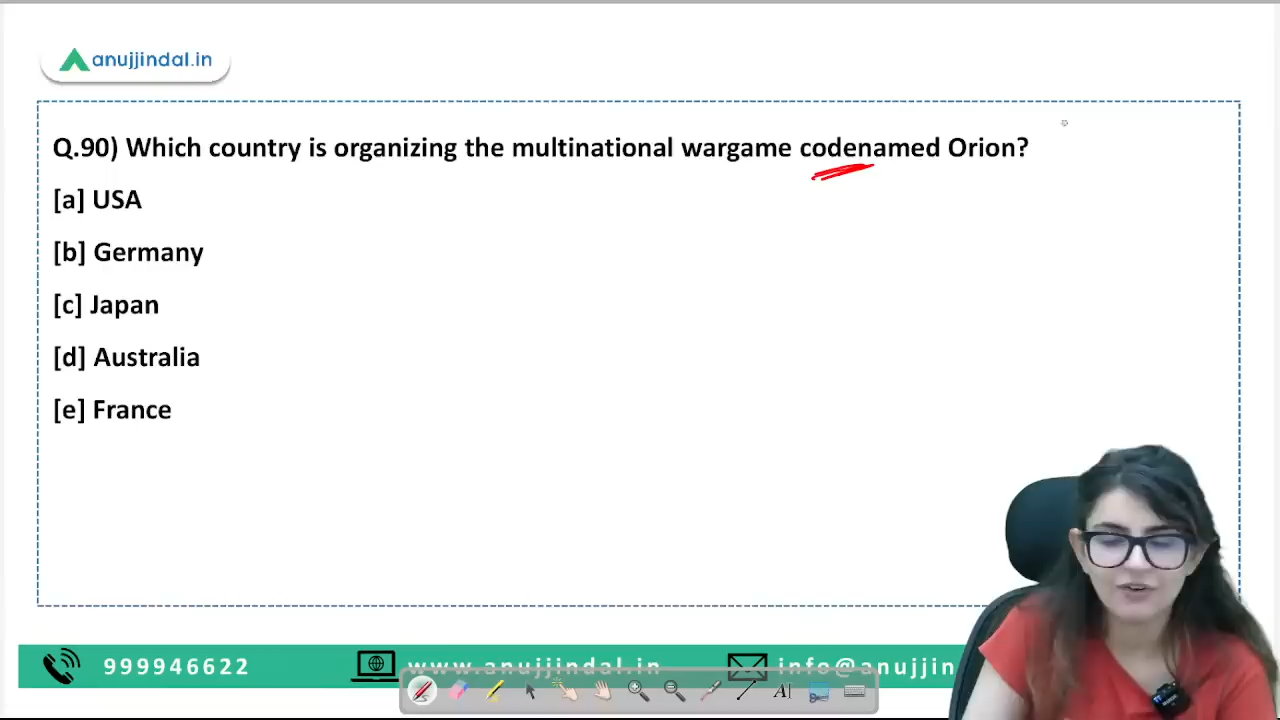 anujjindal.in
Q.90) Which country is organizing the multinational wargame codenamed Orion?
[a] USA
[b] Germany
[c] Japan
[d] Australia
[e] France
999946622
www.anujjindal.in
info@anujjin
A